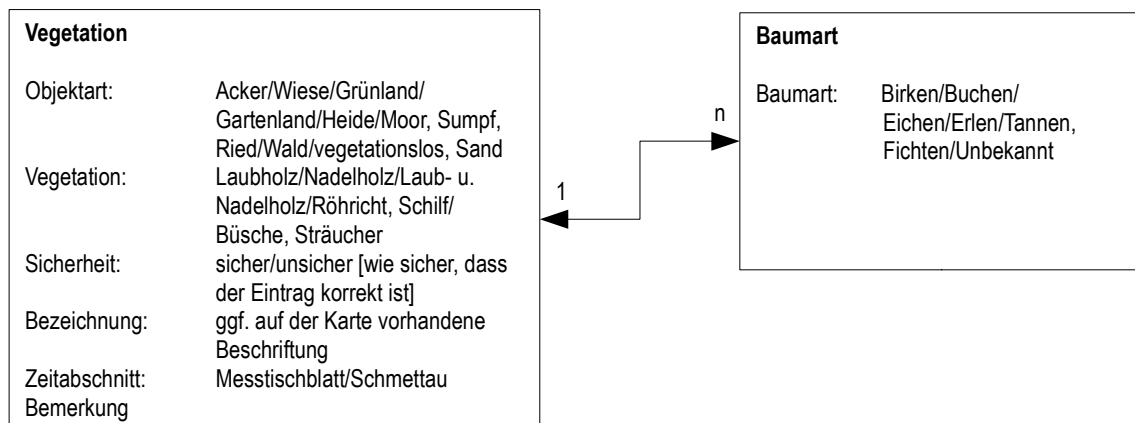 Vegetation
Objektart: Acker/Wiese/Grünland/
Gartenland/Heide/Moor, Sumpf,
Ried/Wald/vegetationslos, Sand
Vegetation: Laubholz/Nadelholz/Laub- u.
Nadelholz/Röhricht, Schilf/
Büsche, Sträucher
Sicherheit: sicher/unsicher [wie sicher, dass
der Eintrag korrekt ist]
Bezeichnung: ggf. auf der Karte vorhandene
Beschriftung
Zeitabschnitt: Messtischblatt/Schmettau
Bemerkung
1
n
Baumart
Baumart: Birken/Buchen/
Eichen/Erlen/Tannen,
Fichten/Unbekannt